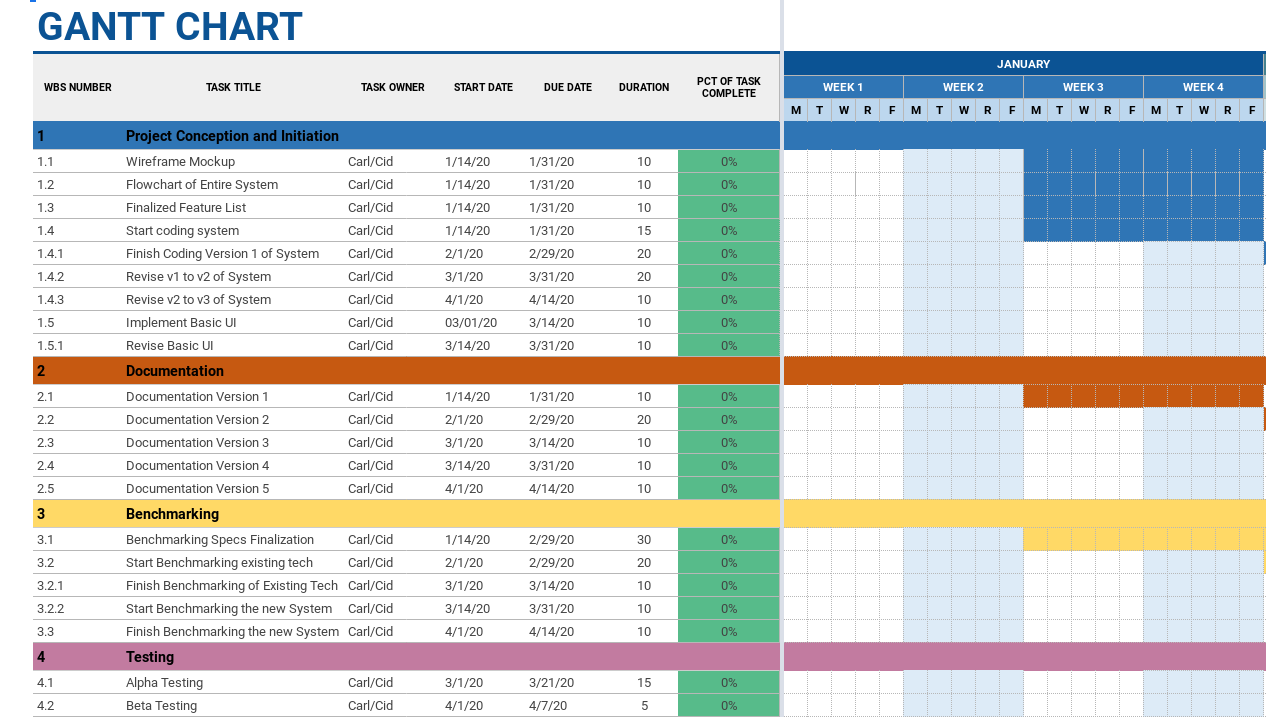 GANTT CHART
JANUARY
WBS NUMBER TASK TITLE TASK OWNER START DATE DUE DATE DURATION PCT OF TASK COMPLETE WEEK 1 WEEK 2 WEEK 3 WEEK 4
M T W R F M T W R F M T W R F M T W R F
1 Project Conception and Initiation
1.1 Wireframe Mockup Carl/Cid 1/14/20 1/31/20 10 0%
1.2 Flowchart of Entire System Carl/Cid 1/14/20 1/31/20 10 0%
1.3 Finalized Feature List Carl/Cid 1/14/20 1/31/20 10 0%
1.4 Start coding system Carl/Cid 1/14/20 1/31/20 15 0%
1.4.1 Finish Coding Version 1 of System Carl/Cid 2/1/20 2/29/20 20 0%
1.4.2 Revise v1 to v2 of System Carl/Cid 3/1/20 3/31/20 20 0%
1.4.3 Revise v2 to v3 of System Carl/Cid 4/1/20 4/14/20 10 0%
1.5 Implement Basic UI Carl/Cid 03/01/20 3/14/20 10 0%
1.5.1 Revise Basic UI Carl/Cid 3/14/20 3/31/20 10 0%
2 Documentation
2.1 Documentation Version 1 Carl/Cid 1/14/20 1/31/20 10 0%
2.2 Documentation Version 2 Carl/Cid 2/1/20 2/29/20 20 0%
2.3 Documentation Version 3 Carl/Cid 3/1/20 3/14/20 10 0%
2.4 Documentation Version 4 Carl/Cid 3/14/20 3/31/20 10 0%
2.5 Documentation Version 5 Carl/Cid 4/1/20 4/14/20 10 0%
3 Benchmarking
3.1 Benchmarking Specs Finalization Carl/Cid 1/14/20 2/29/20 30 0%
3.2 Start Benchmarking existing tech Carl/Cid 2/1/20 2/29/20 20 0%
3.2.1 Finish Benchmarking of Existing Tech Carl/Cid 3/1/20 3/14/20 10 0%
3.2.2 Start Benchmarking the new System Carl/Cid 3/14/20 3/31/20 10 0%
3.3 Finish Benchmarking the new System Carl/Cid 4/1/20 4/14/20 10 0%
4 Testing
4.1 Alpha Testing Carl/Cid 3/1/20 3/21/20 15 0%
4.2 Beta Testing Carl/Cid 4/1/20 4/7/20 5 0%